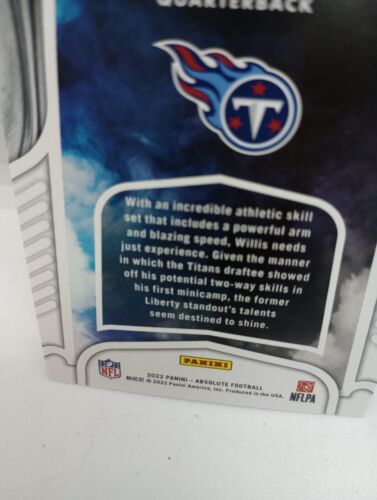 QUARTERBACK
T
With an incredible athletic skill
set that includes a powerful arm
and blazing speed, Willis needs
just experience. Given the manner
in which the Titans draftee showed
off his potential two-way skills in
his first minicamp, the former
Liberty standout's talents
seem destined to shine.
NFL
PANINI
NFLPA
2022 PANINI – ABSOLUTE FOOTBALL
© 2022 Panini America, Inc. Produced in the USA.